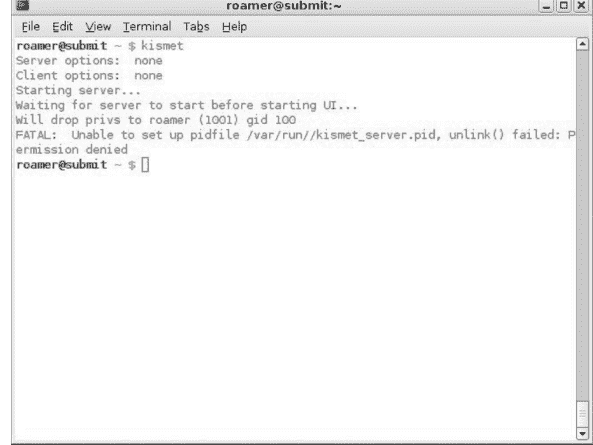 roamer@submit:~
File Edit View Terminal Tabs Help
roamer@submit ~ $ kismet
Server options:  none
Client options:  none
Starting server...
Waiting for server to start before starting UI...
Will drop privs to roamer (1001) gid 100
FATAL:  Unable to set up pidfile /var/run//kismet_server.pid, unlink() failed: P
ermission denied
roamer@submit ~ $